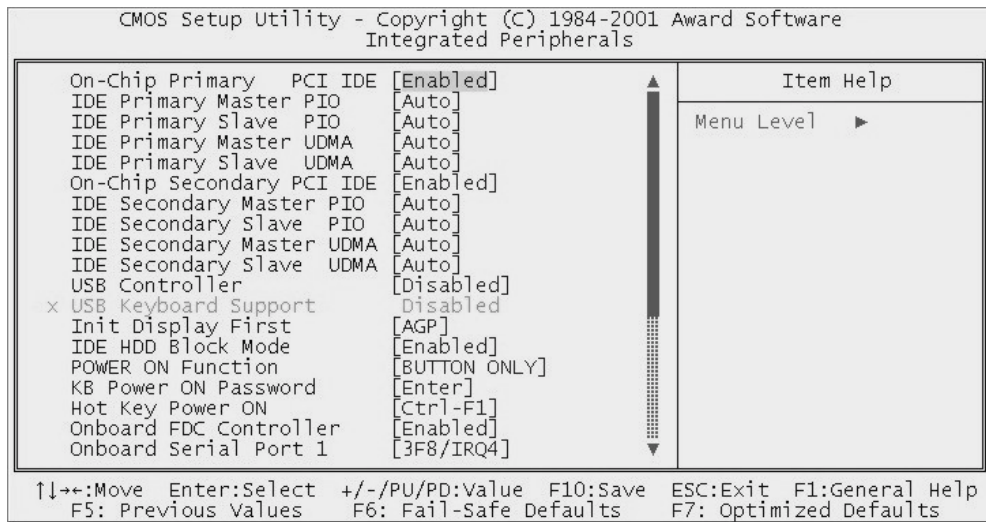 CMOS Setup Utility - Copyright (C) 1984-2001 Award Software
Integrated Peripherals
On-Chip Primary PCI IDE [Enabled]
IDE Primary Master PIO [Auto]
IDE Primary Slave PIO [Auto]
IDE Primary Master UDMA [Auto]
IDE Primary Slave UDMA [Auto]
On-Chip Secondary PCI IDE [Enabled]
IDE Secondary Master PIO [Auto]
IDE Secondary Slave PIO [Auto]
IDE Secondary Master UDMA [Auto]
IDE Secondary Slave UDMA [Auto]
USB Controller [Disabled]
x USB Keyboard Support Disabled
Init Display First [AGP]
IDE HDD Block Mode [Enabled]
POWER ON Function [BUTTON ONLY]
KB Power ON Password [Enter]
Hot Key Power ON [Ctrl-F1]
Onboard FDC Controller [Enabled]
Onboard Serial Port 1 [3F8/IRQ4]
Item Help
Menu Level ►
↑↓→←:Move Enter:Select +/-/PU/PD:Value F10:Save ESC:Exit F1:General Help
F5: Previous Values F6: Fail-Safe Defaults F7: Optimized Defaults